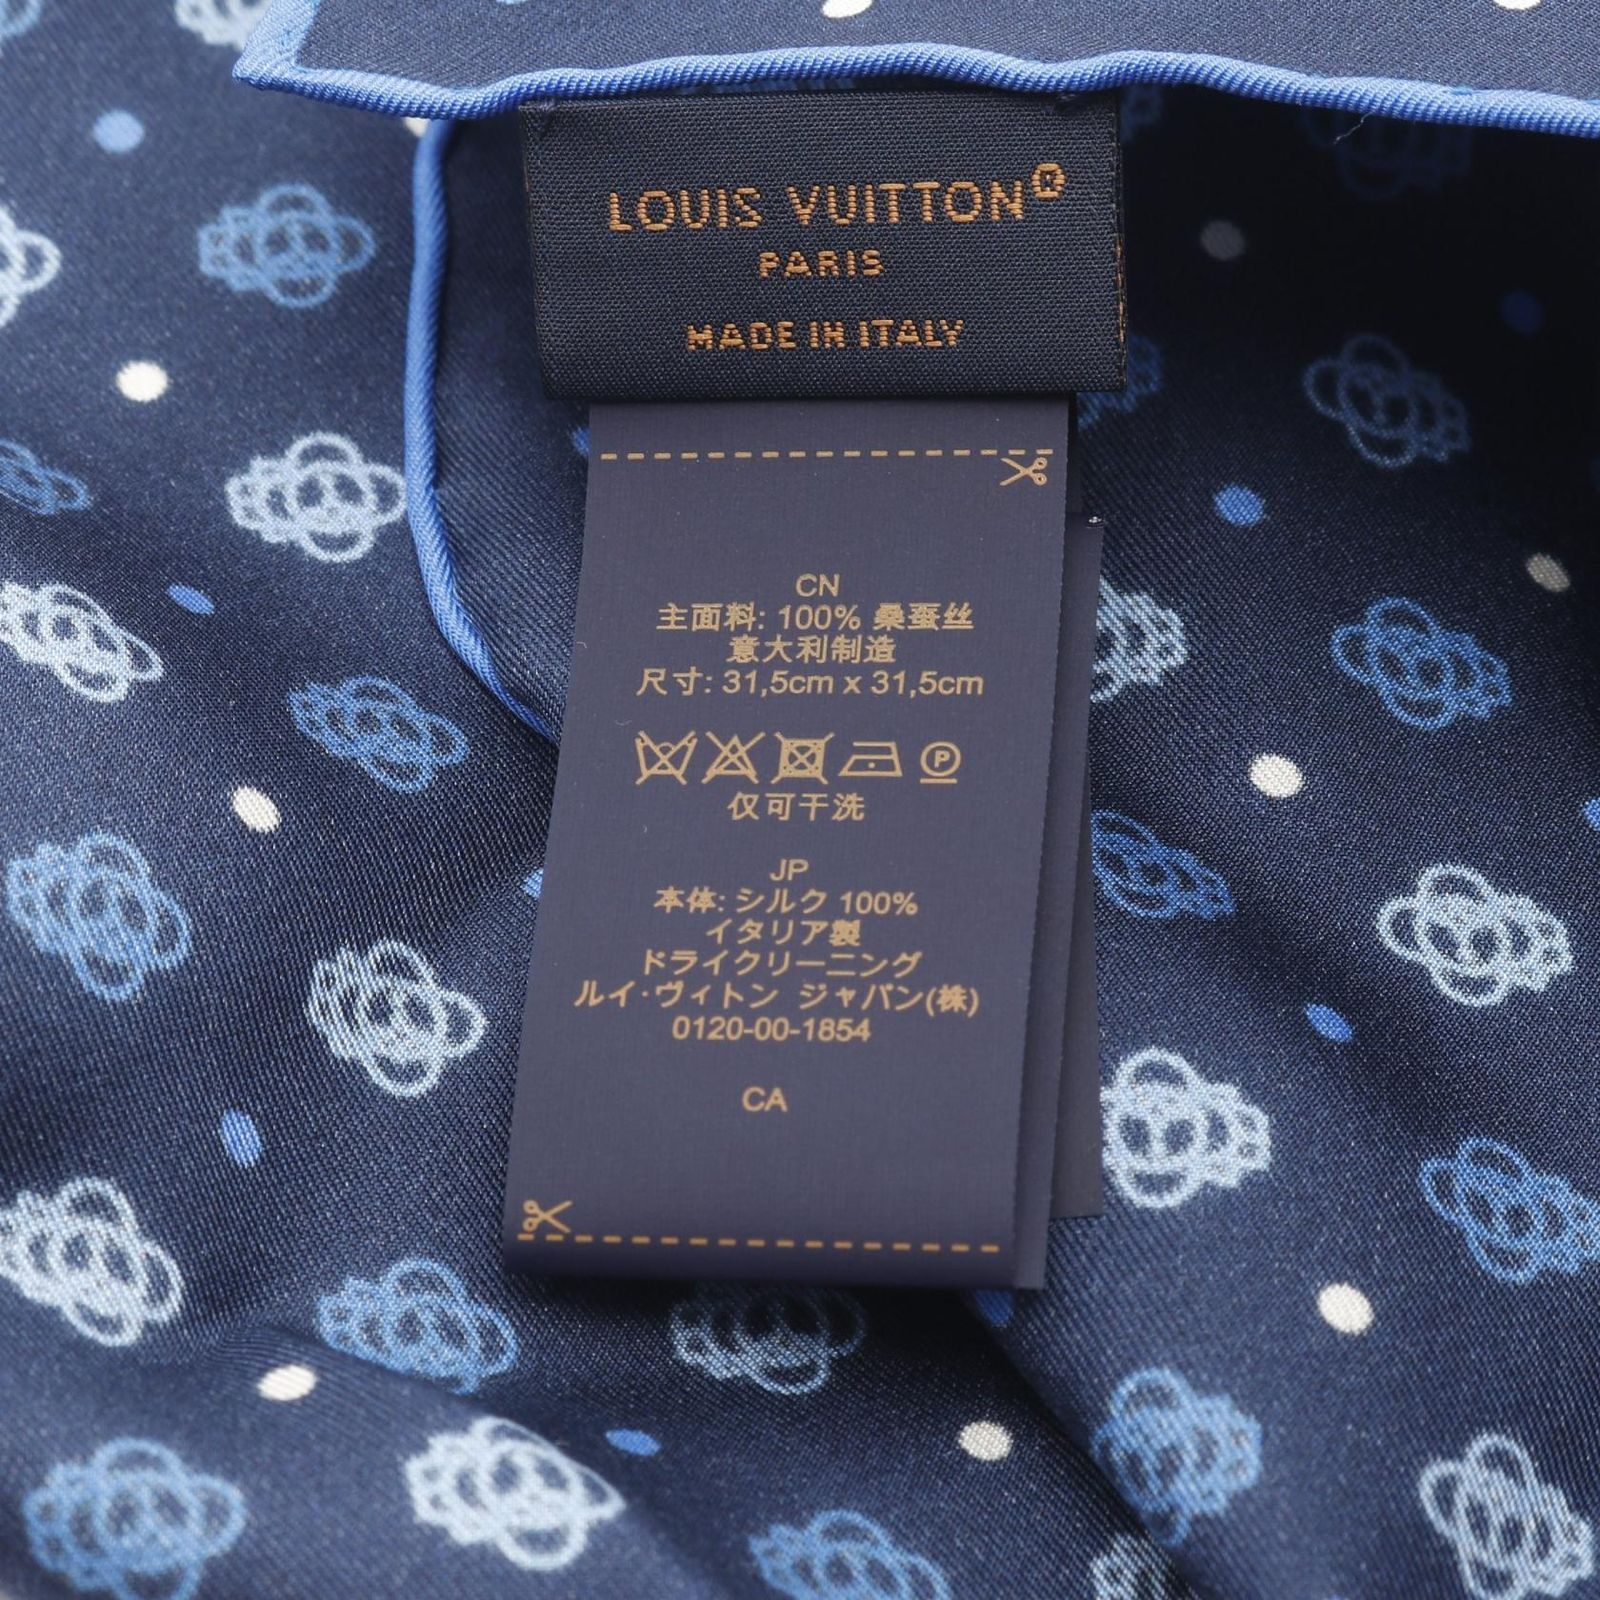 LOUIS VUITTON®
PARIS
MADE IN ITALY
CN
主面料: 100% 桑蚕丝
意大利制造
尺寸: 31,5cm x 31,5cm
P
仅可干洗
JP
本体: シルク 100%
イタリア製
ドライクリーニング
ルイ·ヴィトン ジャパン(株)
0120-00-1854
CA